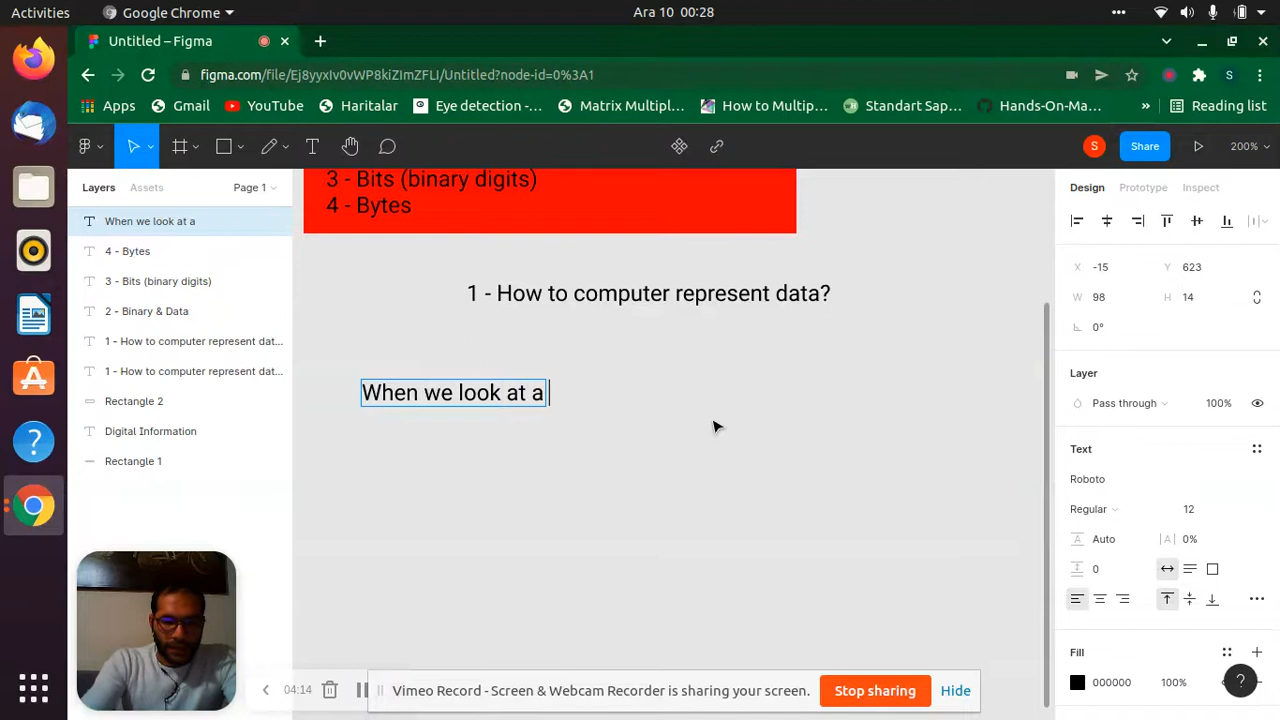 Activities
Google Chrome
Ara 10 00:28
Untitled – Figma
figma.com/file/Ej8yyxIv0vWP8kiZImZFLI/Untitled?node-id=0%3A1
S
Apps
Gmail
YouTube
Haritalar
Eye detection -...
Matrix Multipl...
How to Multip...
Standart Sap...
Hands-On-Ma...
»
Reading list
T
S
Share
200%
Layers
Assets
Page 1
When we look at a
4 - Bytes
3 - Bits (binary digits)
2 - Binary & Data
1 - How to computer represent dat...
1 - How to computer represent dat...
Rectangle 2
Digital Information
Rectangle 1
3 - Bits (binary digits)
4 - Bytes
1 - How to computer represent data?
When we look at a
Design
Prototype
Inspect
X -15 Y 623
W 98 H 14
0°
Layer
Pass through 100%
Text
Roboto
Regular 12
A Auto |A| 0%
0
Fill
000000 100%
?
04:14
Vimeo Record - Screen & Webcam Recorder is sharing your screen.
Stop sharing
Hide